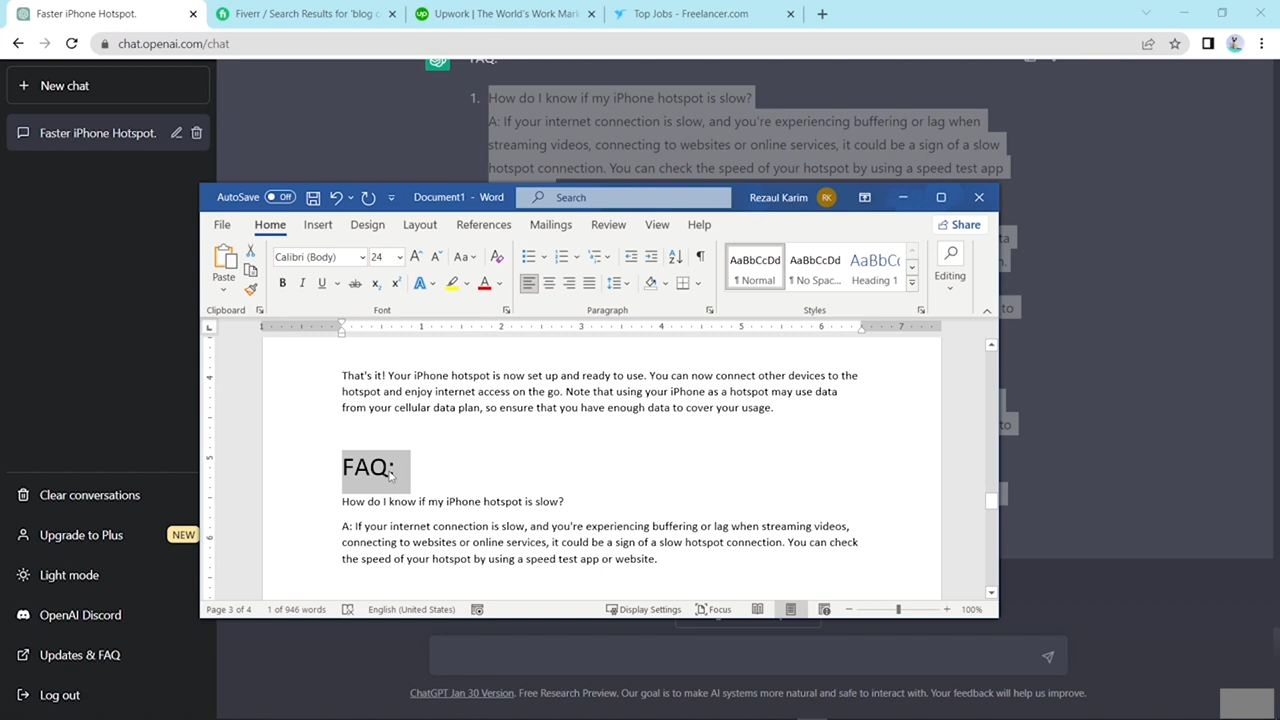 Faster iPhone Hotspot.
Fiverr / Search Results for 'blog c
Upwork | The World's Work Mark
Top Jobs - Freelancer.com
chat.openai.com/chat
New chat
Faster iPhone Hotspot.
FAQ:
1. How do I know if my iPhone hotspot is slow?
A: If your internet connection is slow, and you're experiencing buffering or lag when
streaming videos, connecting to websites or online services, it could be a sign of a slow
hotspot connection. You can check the speed of your hotspot by using a speed test app
AutoSave Off Document1 - Word Search Rezaul Karim RK
File Home Insert Design Layout References Mailings Review View Help Share
Calibri (Body) 24 Aa
Paste
B I U ab x₂ x² A A
AaBbCcDd AaBbCcDd AaBbCc
¶ Normal ¶ No Spac... Heading 1
Editing
Clipboard Font Paragraph Styles
1 1 2 3 4 5 6 7
That's it! Your iPhone hotspot is now set up and ready to use. You can now connect other devices to the
hotspot and enjoy internet access on the go. Note that using your iPhone as a hotspot may use data
from your cellular data plan, so ensure that you have enough data to cover your usage.
FAQ:
How do I know if my iPhone hotspot is slow?
A: If your internet connection is slow, and you're experiencing buffering or lag when streaming videos,
connecting to websites or online services, it could be a sign of a slow hotspot connection. You can check
the speed of your hotspot by using a speed test app or website.
Page 3 of 4 1 of 946 words English (United States) Display Settings Focus 100%
Clear conversations
Upgrade to Plus NEW
Light mode
OpenAI Discord
Updates & FAQ
Log out
ChatGPT Jan 30 Version. Free Research Preview. Our goal is to make AI systems more natural and safe to interact with. Your feedback will help us improve.